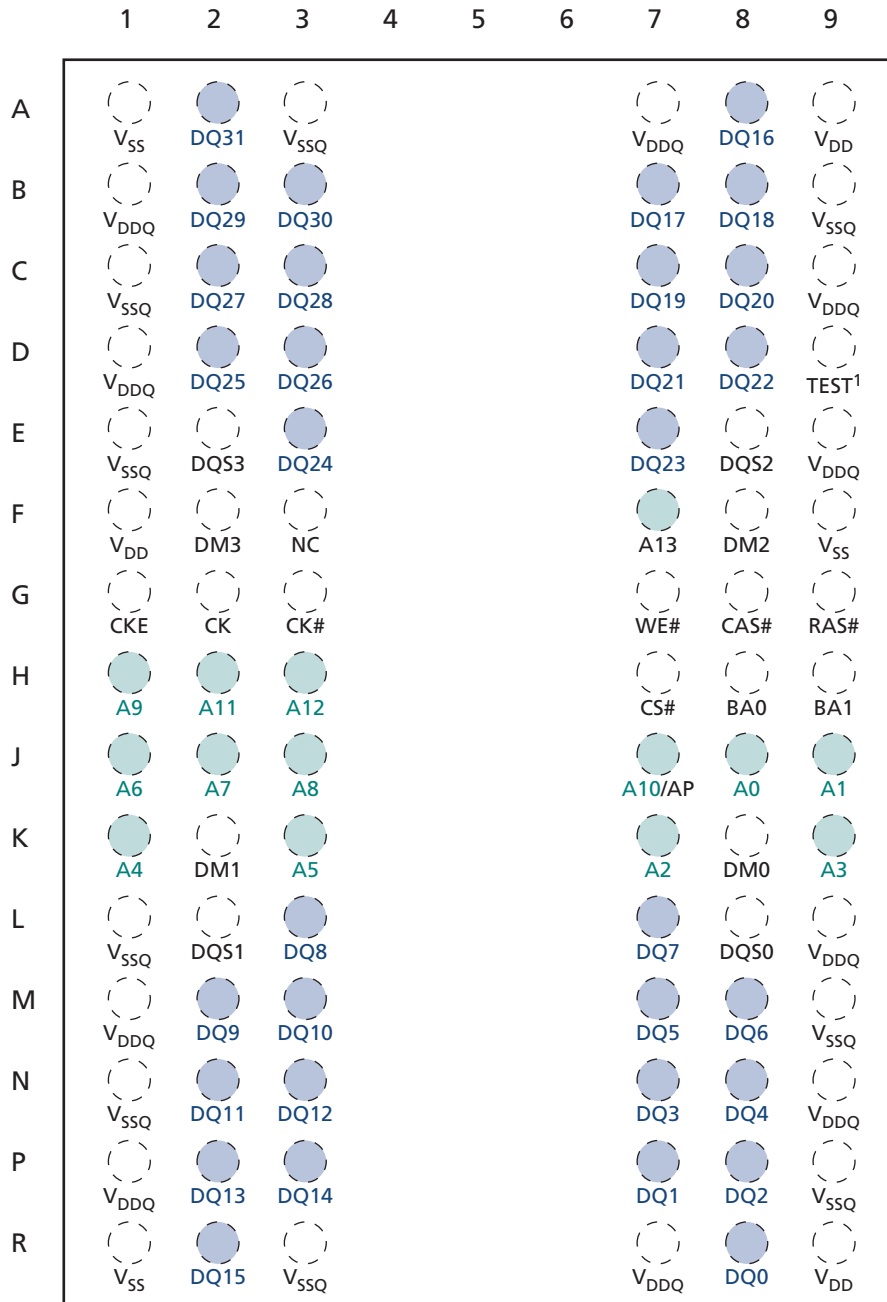 1 2 3 4 5 6 7 8 9
A
VSS DQ31 VSSQ VDDQ DQ16 VDD
B
VDDQ DQ29 DQ30 DQ17 DQ18 VSSQ
C
VSSQ DQ27 DQ28 DQ19 DQ20 VDDQ
D
VDDQ DQ25 DQ26 DQ21 DQ22 TEST1
E
VSSQ DQS3 DQ24 DQ23 DQS2 VDDQ
F
VDD DM3 NC A13 DM2 VSS
G
CKE CK CK# WE# CAS# RAS#
H
A9 A11 A12 CS# BA0 BA1
J
A6 A7 A8 A10/AP A0 A1
K
A4 DM1 A5 A2 DM0 A3
L
VSSQ DQS1 DQ8 DQ7 DQS0 VDDQ
M
VDDQ DQ9 DQ10 DQ5 DQ6 VSSQ
N
VSSQ DQ11 DQ12 DQ3 DQ4 VDDQ
P
VDDQ DQ13 DQ14 DQ1 DQ2 VSSQ
R
VSS DQ15 VSSQ VDDQ DQ0 VDD